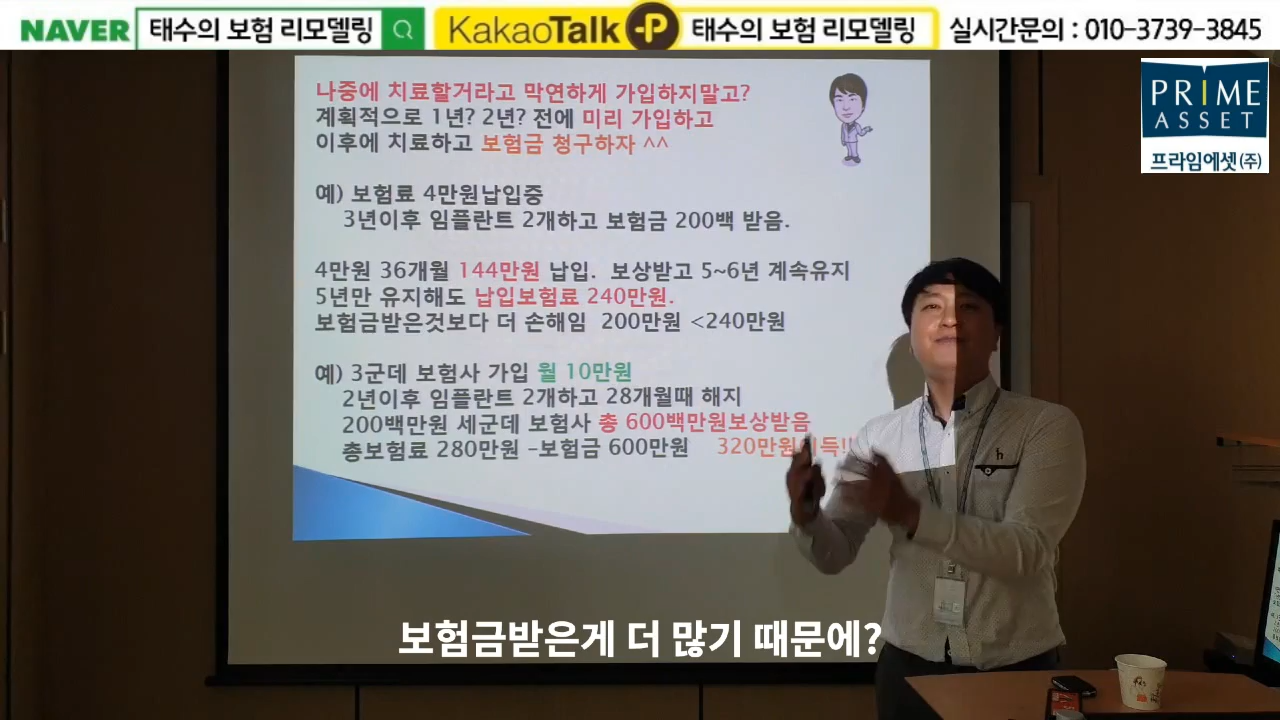 NAVER 태수의 보험 리모델링 KakaoTalk P 태수의 보험 리모델링 실시간문의 : 010-3739-3845
PRIME
ASSET
프라임에셋(주)
나중에 치료할거라고 막연하게 가입하지말고?
계획적으로 1년? 2년? 전에 미리 가입하고
이후에 치료하고 보험금 청구하자 ^^
예) 보험료 4만원납입중
3년이후 임플란트 2개하고 보험금 200백 받음.
4만원 36개월 144만원 납입. 보상받고 5~6년 계속유지
5년만 유지해도 납입보험료 240만원.
보험금받은것보다 더 손해임 200만원 <240만원
예) 3군데 보험사 가입 월 10만원
2년이후 임플란트 2개하고 28개월때 해지
200백만원 세군데 보험사 총 600백만원보상받음
총보험료 280만원 -보험금 600만원 320만원이득!!
h
보험금받은게 더 많기 때문에?